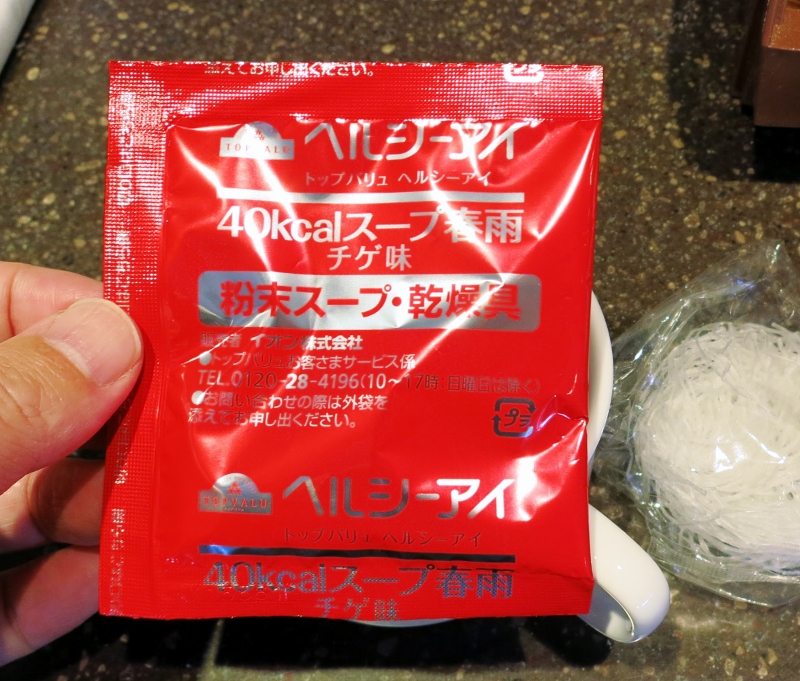 添えてお申し出ください。
TOPVALU ヘルシーアイ
トップバリュ ヘルシーアイ
40kcalスープ春雨
チゲ味
粉末スープ・乾燥具
販売者 イオン株式会社
●トップバリュお客さまサービス係
TEL.0120-28-4196(10〜17時 日曜日は除く)
●お問い合わせの際は外袋を
添えてお申し出ください。
プラ
TOPVALU ヘルシーアイ
トップバリュ ヘルシーアイ
40kcalスープ春雨
チゲ味